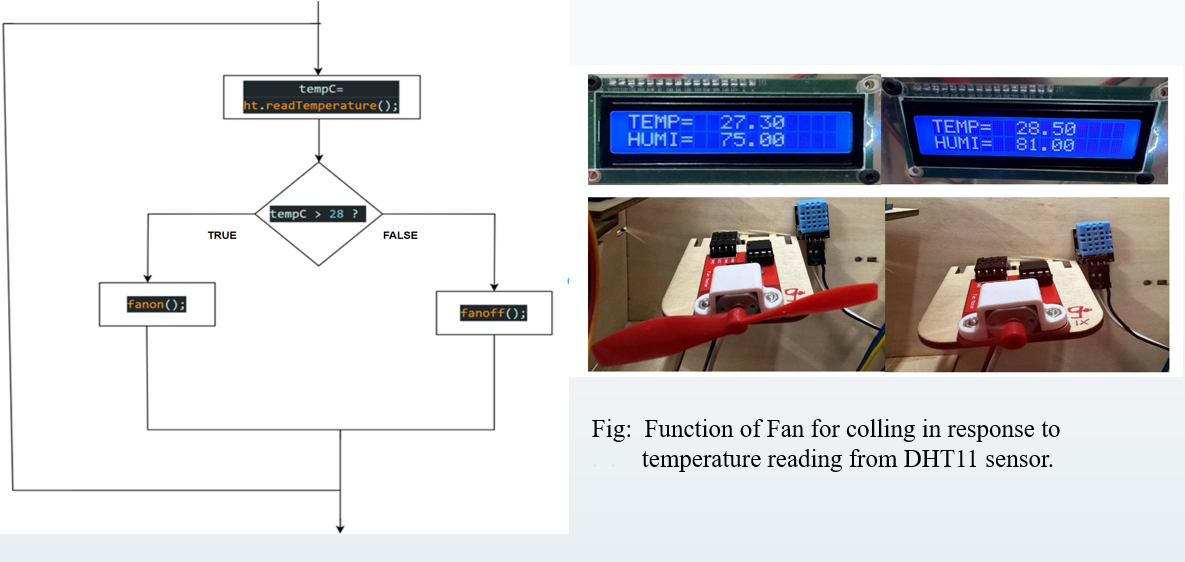 tempC=
ht.readTemperature();
tempC > 28 ?
TRUE
FALSE
fanon();
fanoff();
TEMP= 27.30
HUMI= 75.00
TEMP= 28.50
HUMI= 81.00
Fig: Function of Fan for colling in response to
temperature reading from DHT11 sensor.